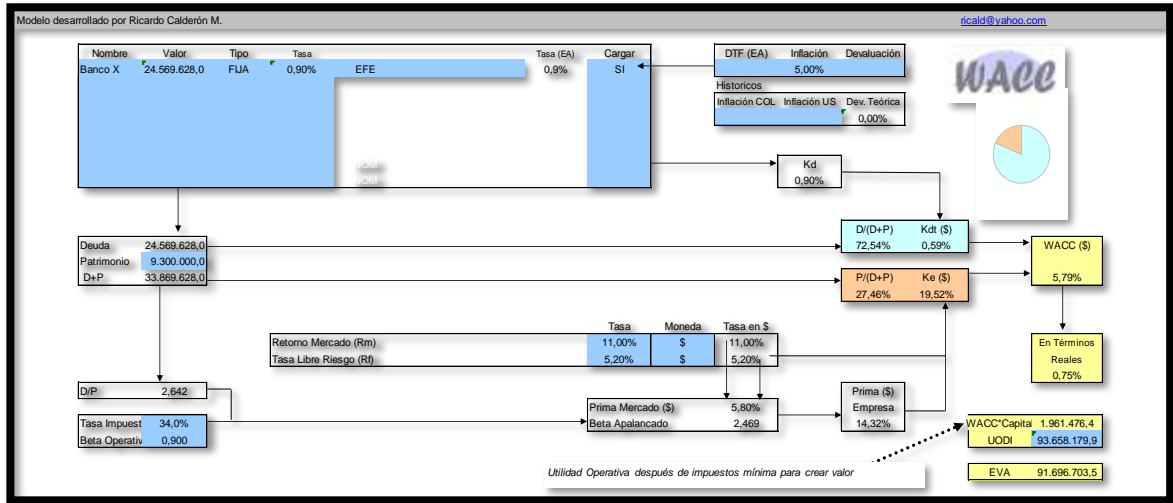 Modelo desarrollado por Ricardo Calderón M. ricald@yahoo.com
Nombre Valor Tipo Tasa Tasa (EA) Cargar
Banco X 24.569.628,0 FIJA 0,90% EFE 0,9% SI
NOM
NOM
DTF (EA) Inflación Devaluación
5,00%
Historicos
Inflación COL Inflación US Dev. Teórica
0,00%
WACC
Kd
0,90%
Deuda 24.569.628,0
Patrimonio 9.300.000,0
D+P 33.869.628,0
D/(D+P) Kdt ($)
72,54% 0,59%
P/(D+P) Ke ($)
27,46% 19,52%
WACC ($)
5,79%
Tasa Moneda Tasa en $
Retorno Mercado (Rm) 11,00% $ 11,00%
Tasa Libre Riesgo (Rf) 5,20% $ 5,20%
En Términos
Reales
0,75%
D/P 2,642
Tasa Impuest 34,0%
Beta Operativ 0,900
Prima Mercado ($) 5,80%
Beta Apalancado 2,469
Prima ($)
Empresa
14,32%
WACC*Capital 1.961.476,4
UODI 93.658.179,9
Utilidad Operativa después de impuestos mínima para crear valor
EVA 91.696.703,5